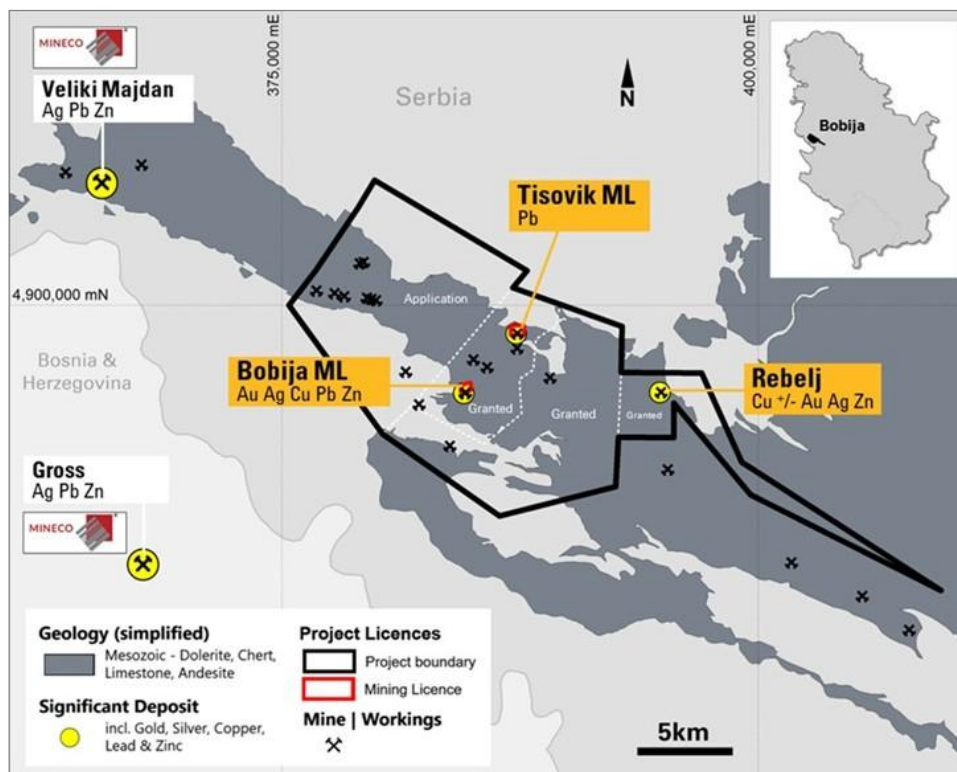 MINECO
Veliki Majdan
Ag Pb Zn
375,000 mE
400,000 mE
Serbia
N
Bobija
Tisovik ML
Pb
4,900,000 mN
Application
Bosnia &
Herzegovina
Bobija ML
Au Ag Cu Pb Zn
Granted
Granted
Granted
Rebelj
Cu +/- Au Ag Zn
Gross
Ag Pb Zn
MINECO
Geology (simplified)
Mesozoic - Dolerite, Chert,
Limestone, Andesite
Significant Deposit
incl. Gold, Silver, Copper,
Lead & Zinc
Project Licences
Project boundary
Mining Licence
Mine | Workings
5km